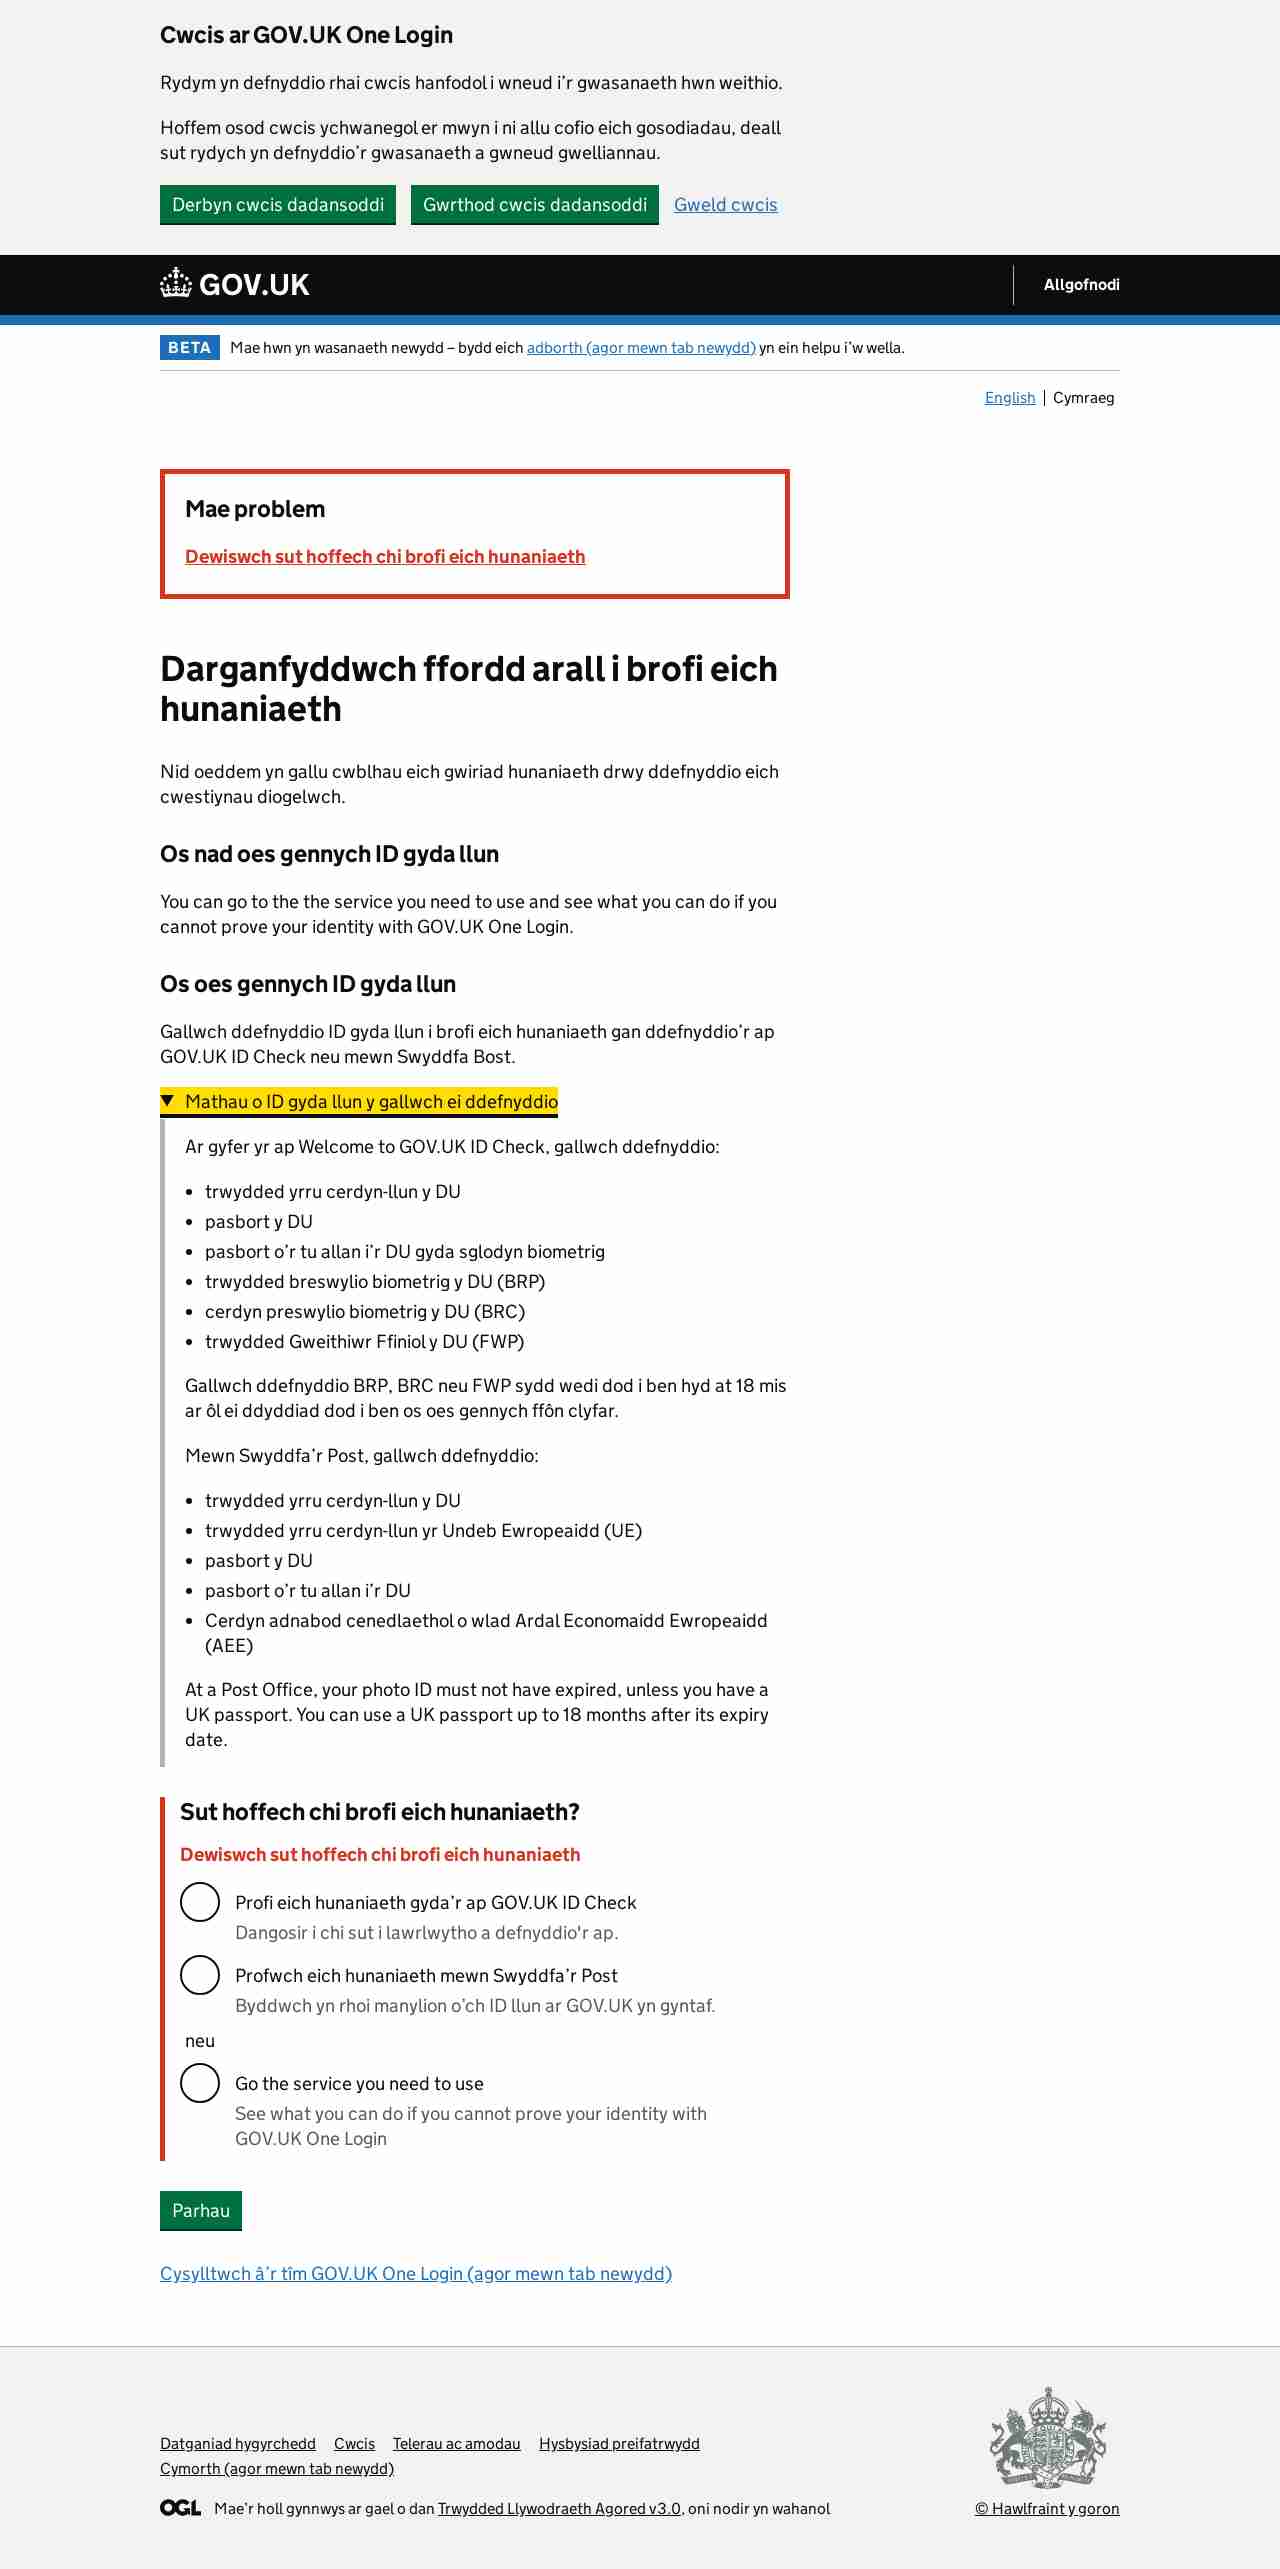 Cwcis ar GOV.UK One Login
Rydym yn defnyddio rhai cwcis hanfodol i wneud i’r gwasanaeth hwn weithio.
Hoffem osod cwcis ychwanegol er mwyn i ni allu cofio eich gosodiadau, deall
sut rydych yn defnyddio’r gwasanaeth a gwneud gwelliannau.
Derbyn cwcis dadansoddi
Gwrthod cwcis dadansoddi
Gweld cwcis
GOV.UK
Allgofnodi
BETA
Mae hwn yn wasanaeth newydd – bydd eich adborth (agor mewn tab newydd) yn ein helpu i’w wella.
English
Cymraeg
Mae problem
Dewiswch sut hoffech chi brofi eich hunaniaeth
Darganfyddwch ffordd arall i brofi eich
hunaniaeth
Nid oeddem yn gallu cwblhau eich gwiriad hunaniaeth drwy ddefnyddio eich
cwestiynau diogelwch.
Os nad oes gennych ID gyda llun
You can go to the the service you need to use and see what you can do if you
cannot prove your identity with GOV.UK One Login.
Os oes gennych ID gyda llun
Gallwch ddefnyddio ID gyda llun i brofi eich hunaniaeth gan ddefnyddio’r ap
GOV.UK ID Check neu mewn Swyddfa Bost.
Mathau o ID gyda llun y gallwch ei ddefnyddio
Ar gyfer yr ap Welcome to GOV.UK ID Check, gallwch ddefnyddio:
• trwydded yrru cerdyn-llun y DU
• pasbort y DU
• pasbort o’r tu allan i’r DU gyda sglodyn biometrig
• trwydded breswylio biometrig y DU (BRP)
• cerdyn preswylio biometrig y DU (BRC)
• trwydded Gweithiwr Ffiniol y DU (FWP)
Gallwch ddefnyddio BRP, BRC neu FWP sydd wedi dod i ben hyd at 18 mis
ar ôl ei ddyddiad dod i ben os oes gennych ffôn clyfar.
Mewn Swyddfa’r Post, gallwch ddefnyddio:
• trwydded yrru cerdyn-llun y DU
• trwydded yrru cerdyn-llun yr Undeb Ewropeaidd (UE)
• pasbort y DU
• pasbort o’r tu allan i’r DU
• Cerdyn adnabod cenedlaethol o wlad Ardal Economaidd Ewropeaidd
(AEE)
At a Post Office, your photo ID must not have expired, unless you have a
UK passport. You can use a UK passport up to 18 months after its expiry
date.
Sut hoffech chi brofi eich hunaniaeth?
Dewiswch sut hoffech chi brofi eich hunaniaeth
Profi eich hunaniaeth gyda’r ap GOV.UK ID Check
Dangosir i chi sut i lawrlwytho a defnyddio'r ap.
Profwch eich hunaniaeth mewn Swyddfa’r Post
Byddwch yn rhoi manylion o’ch ID llun ar GOV.UK yn gyntaf.
neu
Go the service you need to use
See what you can do if you cannot prove your identity with
GOV.UK One Login
Parhau
Cysylltwch â’r tîm GOV.UK One Login (agor mewn tab newydd)
Datganiad hygyrchedd
Cwcis
Telerau ac amodau
Hysbysiad preifatrwydd
Cymorth (agor mewn tab newydd)
OGL
Mae’r holl gynnwys ar gael o dan Trwydded Llywodraeth Agored v3.0, oni nodir yn wahanol
© Hawlfraint y goron